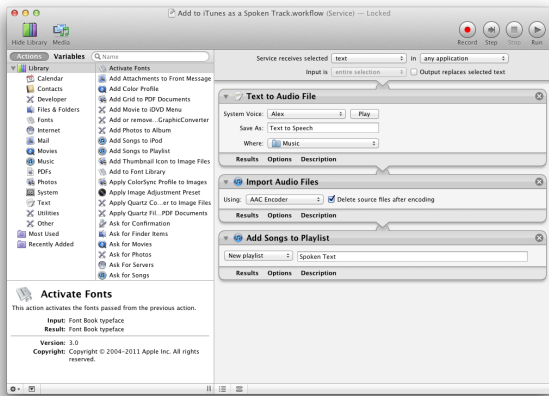 Add to iTunes as a Spoken Track.workflow (Service) — Locked
Hide Library Media
Record Step Stop Run
Actions Variables Name
Library
Calendar
Contacts
Developer
Files & Folders
Fonts
Internet
Mail
Movies
Music
PDFs
Photos
System
Text
Utilities
Other
Most Used
Recently Added
Activate Fonts
Add Attachments to Front Message
Add Color Profile
Add Grid to PDF Documents
Add Movie to iDVD Menu
Add or remove...GraphicConverter
Add Photos to Album
Add Songs to iPod
Add Songs to Playlist
Add Thumbnail Icon to Image Files
Add to Font Library
Apply ColorSync Profile to Images
Apply Image Adjustment Preset
Apply Quartz Co...er to Image Files
Apply Quartz Fil...PDF Documents
Ask for Confirmation
Ask for Finder Items
Ask for Movies
Ask for Photos
Ask For Servers
Ask for Songs
Activate Fonts
This action activates the fonts passed from the previous action.
Input: Font Book typeface
Result: Font Book typeface
Version: 3.0
Copyright: Copyright © 2004–2011 Apple Inc. All rights
reserved.
Service receives selected text in any application
Input is entire selection Output replaces selected text
Text to Audio File
System Voice: Alex Play
Save As: Text to Speech
Where: Music
Results Options Description
Import Audio Files
Using: AAC Encoder Delete source files after encoding
Results Options Description
Add Songs to Playlist
New playlist Spoken Text
Results Options Description